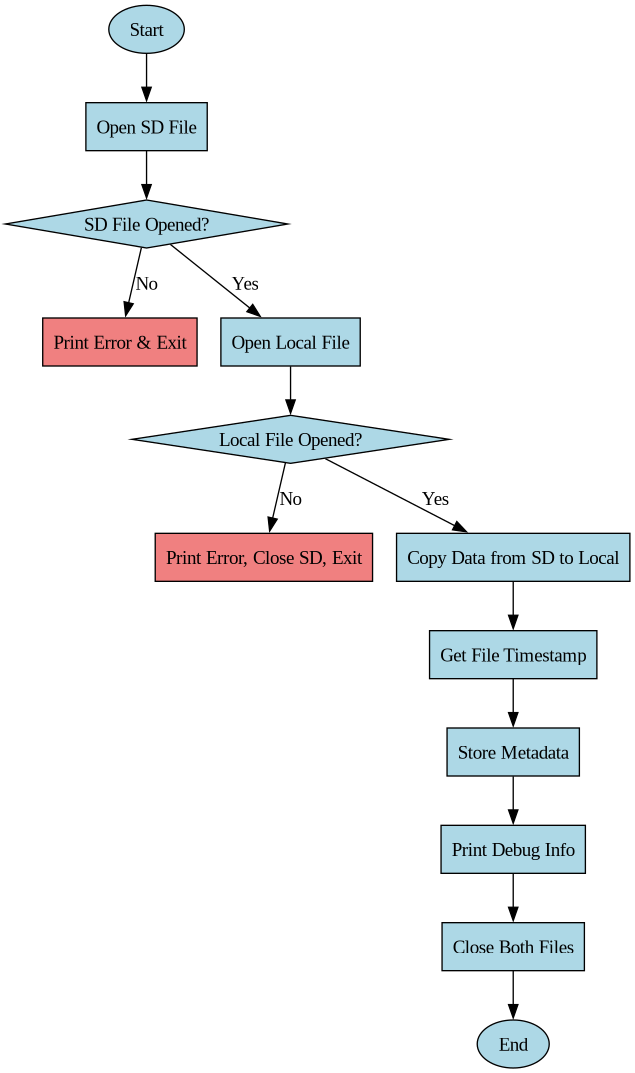 Start
Open SD File
SD File Opened?
No
Yes
Print Error & Exit
Open Local File
Local File Opened?
No
Yes
Print Error, Close SD, Exit
Copy Data from SD to Local
Get File Timestamp
Store Metadata
Print Debug Info
Close Both Files
End